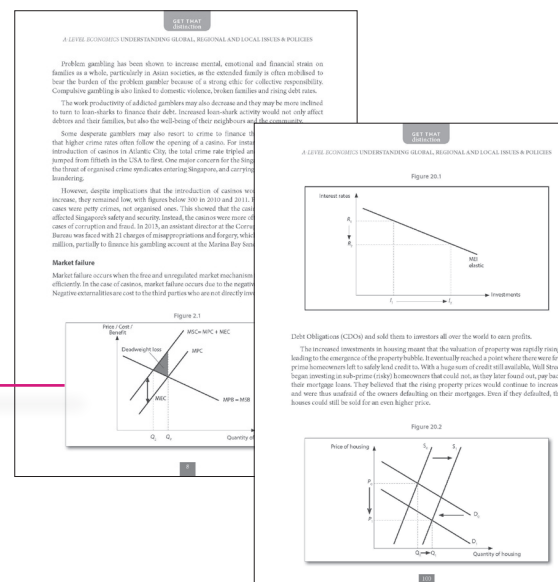 GET THAT
distinction
A LEVEL ECONOMICS UNDERSTANDING GLOBAL, REGIONAL AND LOCAL ISSUES & POLICIES
Problem gambling has been shown to increase mental, emotional and financial strain on
families as a whole, particularly in Asian societies, as the extended family is often mobilised to
bear the burden of the problem gambler because of a strong ethic for collective responsibility.
Compulsive gambling is also linked to domestic violence, broken families and rising debt rates.
The work productivity of addicted gamblers may also decrease and they may be more inclined
to turn to loan-sharks to finance their debt. Increased loan-shark activity would not only affect
debtors and their families, but also the well-being of their neighbours and the community.
Some desperate gamblers may also resort to crime to finance th
that higher crime rates often follow the opening of a casino. For insta
introduction of casinos in Atlantic City, the total crime rate tripled an
jumped from fiftieth in the USA to first. One major concern for the Sing
the threat of organised crime syndicates entering Singapore, and carrying
laundering.
However, despite implications that the introduction of casinos wou
increase, they remained low, with figures below 300 in 2010 and 2011.
cases were petty crimes, not organised ones. This showed that the casi
affected Singapore's safety and security. Instead, the casinos were more of
cases of corruption and fraud. In 2013, an assistant director at the Corru
Bureau was faced with 21 charges of misappropriations and forgery, whic
million, partially to finance his gambling account at the Marina Bay San
Market failure
Market failure occurs when the free and unregulated market mechanism
efficiently. In the case of casinos, market failure occurs due to the negativ
Negative externalities are cost to the third parties who are not directly inv
Figure 2.1
Price / Cost /
Benefit
MSC= MPC + MEC
Deadweight loss
MPC
MEC
MPB = MSB
Quantity of
8
GET THAT
distinction
A LEVEL ECONOMICS UNDERSTANDING GLOBAL, REGIONAL AND LOCAL ISSUES & POLICIES
Figure 20.1
Interest rates
MEI
elastic
Investments
Debt Obligations (CDOs) and sold them to investors all over the world to earn profits.
The increased investments in housing meant that the valuation of property was rapidly rising
leading to the emergence of the property bubble. It eventually reached a point where there were few
prime homeowners left to safely lend credit to. With a huge sum of credit still available, Wall Stree
began investing in sub-prime (risky) homeowners that could not, as they later found out, pay back
their mortgage loans. They believed that the rising property prices would continue to increase
and were thus unafraid of the owners defaulting on their mortgages. Even if they defaulted, th
houses could still be sold for an even higher price.
Figure 20.2
Price of housing
Quantity of housing
103